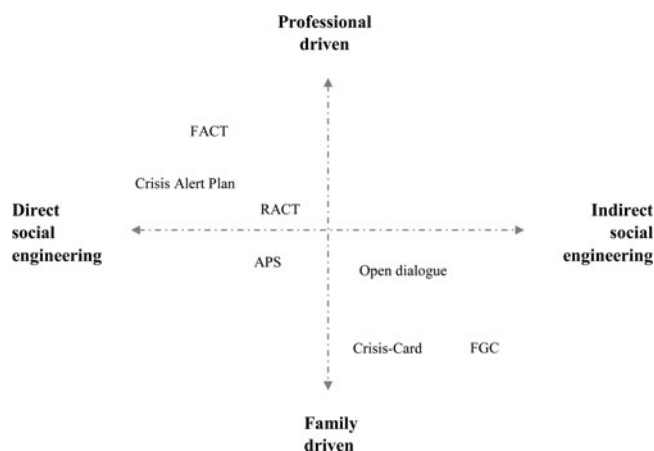 Professional
driven
FACT
Crisis Alert Plan
RACT
Direct
social
engineering
Indirect
social
engineering
APS
Open dialogue
Crisis-Card
FGC
Family
driven